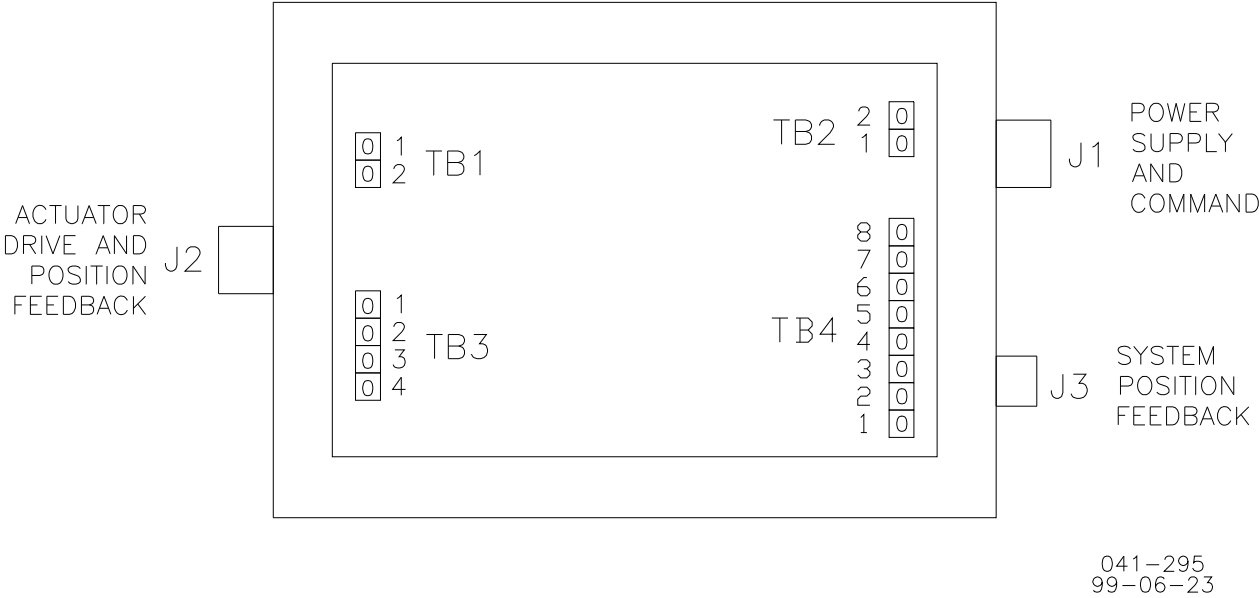 ACTUATOR
DRIVE AND
POSITION
FEEDBACK
J2
0 1
0 2
TB1
0 1
0 2
0 3
0 4
TB3
TB2
2 0
1 0
TB4
8 0
7 0
6 0
5 0
4 0
3 0
2 0
1 0
J1
POWER
SUPPLY
AND
COMMAND
J3
SYSTEM
POSITION
FEEDBACK
041-295
99-06-23